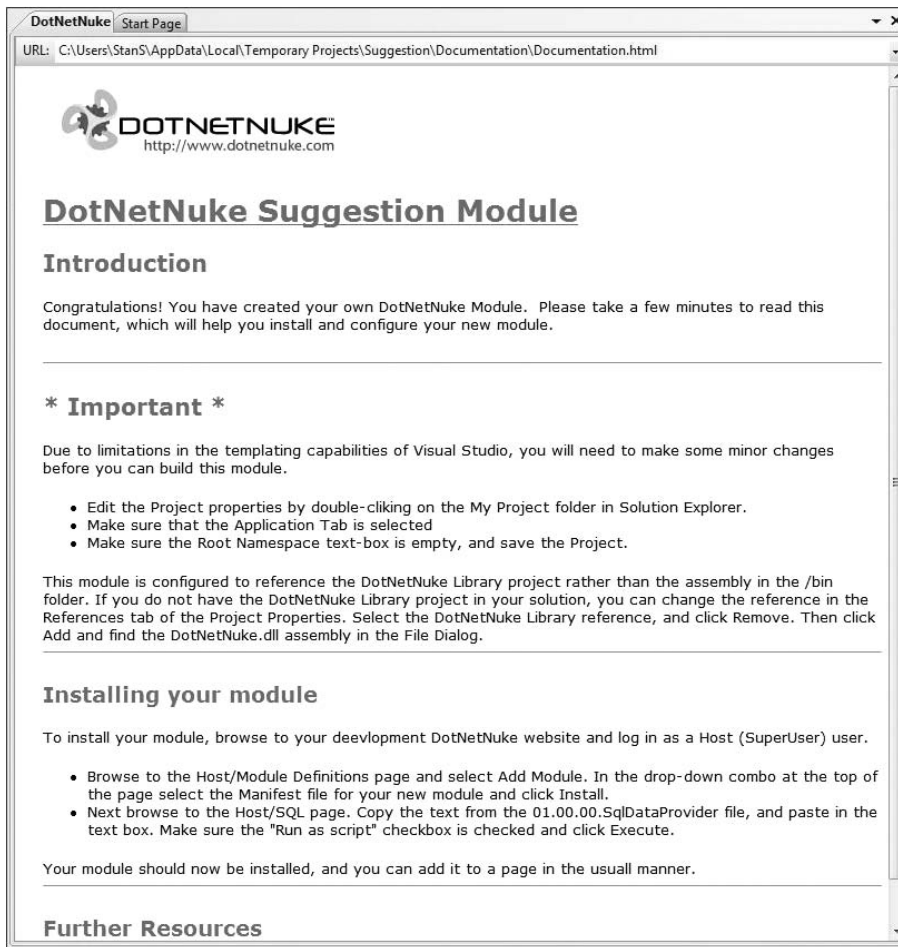 DotNetNuke Start Page
URL: C:\Users\StanS\AppData\Local\Temporary Projects\Suggestion\Documentation\Documentation.html
DOTNETNUKE
http://www.dotnetnuke.com
DotNetNuke Suggestion Module
Introduction
Congratulations! You have created your own DotNetNuke Module. Please take a few minutes to read this
document, which will help you install and configure your new module.
* Important *
Due to limitations in the templating capabilities of Visual Studio, you will need to make some minor changes
before you can build this module.
• Edit the Project properties by double-cliking on the My Project folder in Solution Explorer.
• Make sure that the Application Tab is selected
• Make sure the Root Namespace text-box is empty, and save the Project.
This module is configured to reference the DotNetNuke Library project rather than the assembly in the /bin
folder. If you do not have the DotNetNuke Library project in your solution, you can change the reference in the
References tab of the Project Properties. Select the DotNetNuke Library reference, and click Remove. Then click
Add and find the DotNetNuke.dll assembly in the File Dialog.
Installing your module
To install your module, browse to your deevlopment DotNetNuke website and log in as a Host (SuperUser) user.
• Browse to the Host/Module Definitions page and select Add Module. In the drop-down combo at the top of
the page select the Manifest file for your new module and click Install.
• Next browse to the Host/SQL page. Copy the text from the 01.00.00.SqlDataProvider file, and paste in the
text box. Make sure the "Run as script" checkbox is checked and click Execute.
Your module should now be installed, and you can add it to a page in the usuall manner.
Further Resources